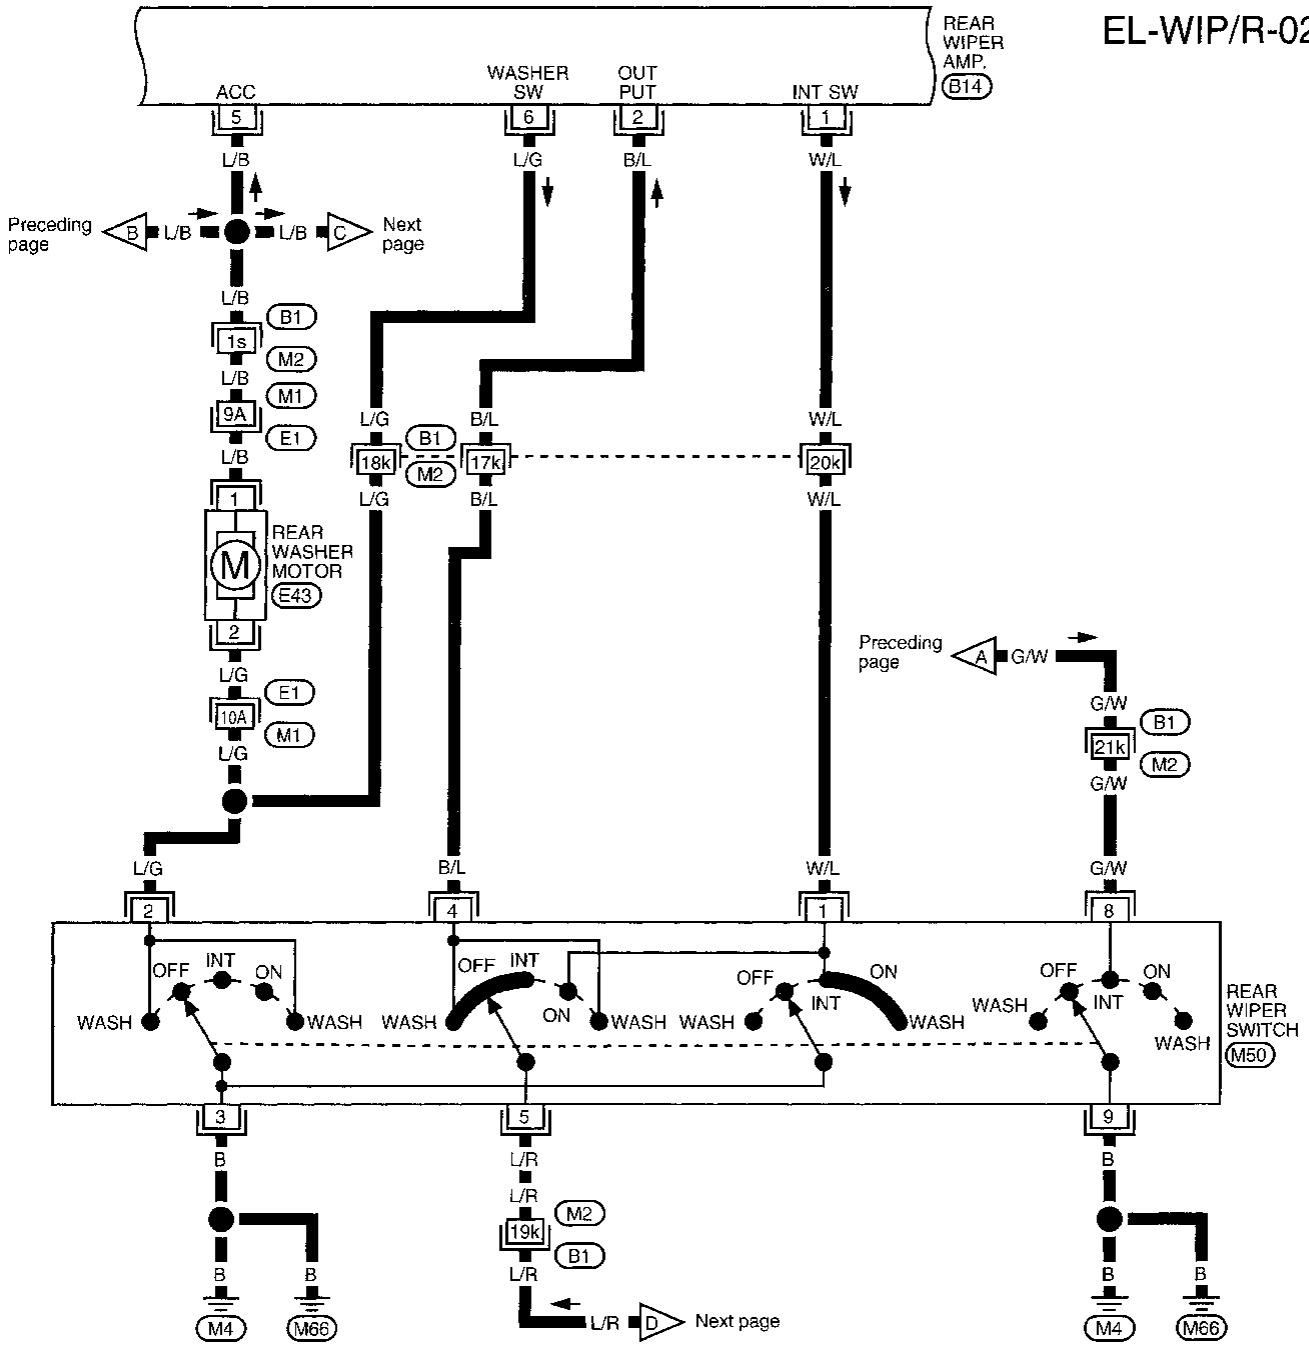 EL-WIP/R-02
REAR
WIPER
AMP.
B14
ACC
WASHER
SW
OUT
PUT
INT SW
5
6
2
1
L/B
L/G
B/L
W/L
Preceding
page
B
L/B
L/B
C
Next
page
L/B
B1
1s
M2
L/B
M1
9A
E1
L/B
L/G
B/L
W/L
B1
18k
17k
20k
M2
L/G
B/L
W/L
1
REAR
WASHER
MOTOR
E43
M
2
L/G
E1
10A
M1
L/G
Preceding
page
A
G/W
G/W
B1
21k
M2
G/W
L/G
B/L
W/L
G/W
2
4
1
8
OFF
INT
ON
WASH
WASH
OFF
INT
ON
WASH
WASH
OFF
INT
ON
WASH
WASH
OFF
INT
ON
WASH
WASH
REAR
WIPER
SWITCH
M50
3
5
9
B
L/R
B
L/R
M2
19k
B1
B
B
L/R
B
B
M4
M66
L/R
D
Next page
M4
M66